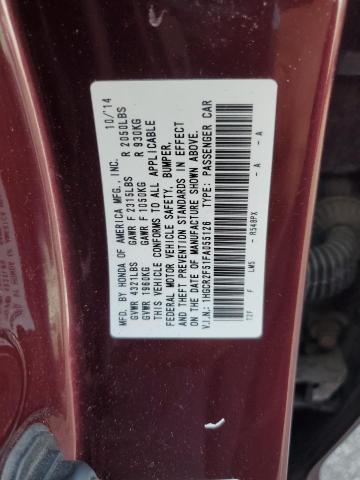 MFD. BY HONDA OF AMERICA MFG., INC. 10/'14
GVWR 4321LBS GAWR F 2315LBS R 2050LBS
GVWR 1960KG GAWR F 1050KG R 930KG
THIS VEHICLE CONFORMS TO ALL APPLICABLE
FEDERAL MOTOR VEHICLE SAFETY, BUMPER,
AND THEFT PREVENTION STANDARDS IN EFFECT
ON THE DATE OF MANUFACTURE SHOWN ABOVE.
V.I.N.: 1HGCR2F51FA055126 TYPE: PASSENGER CAR
T2F F LM5 - R548PX - A - A